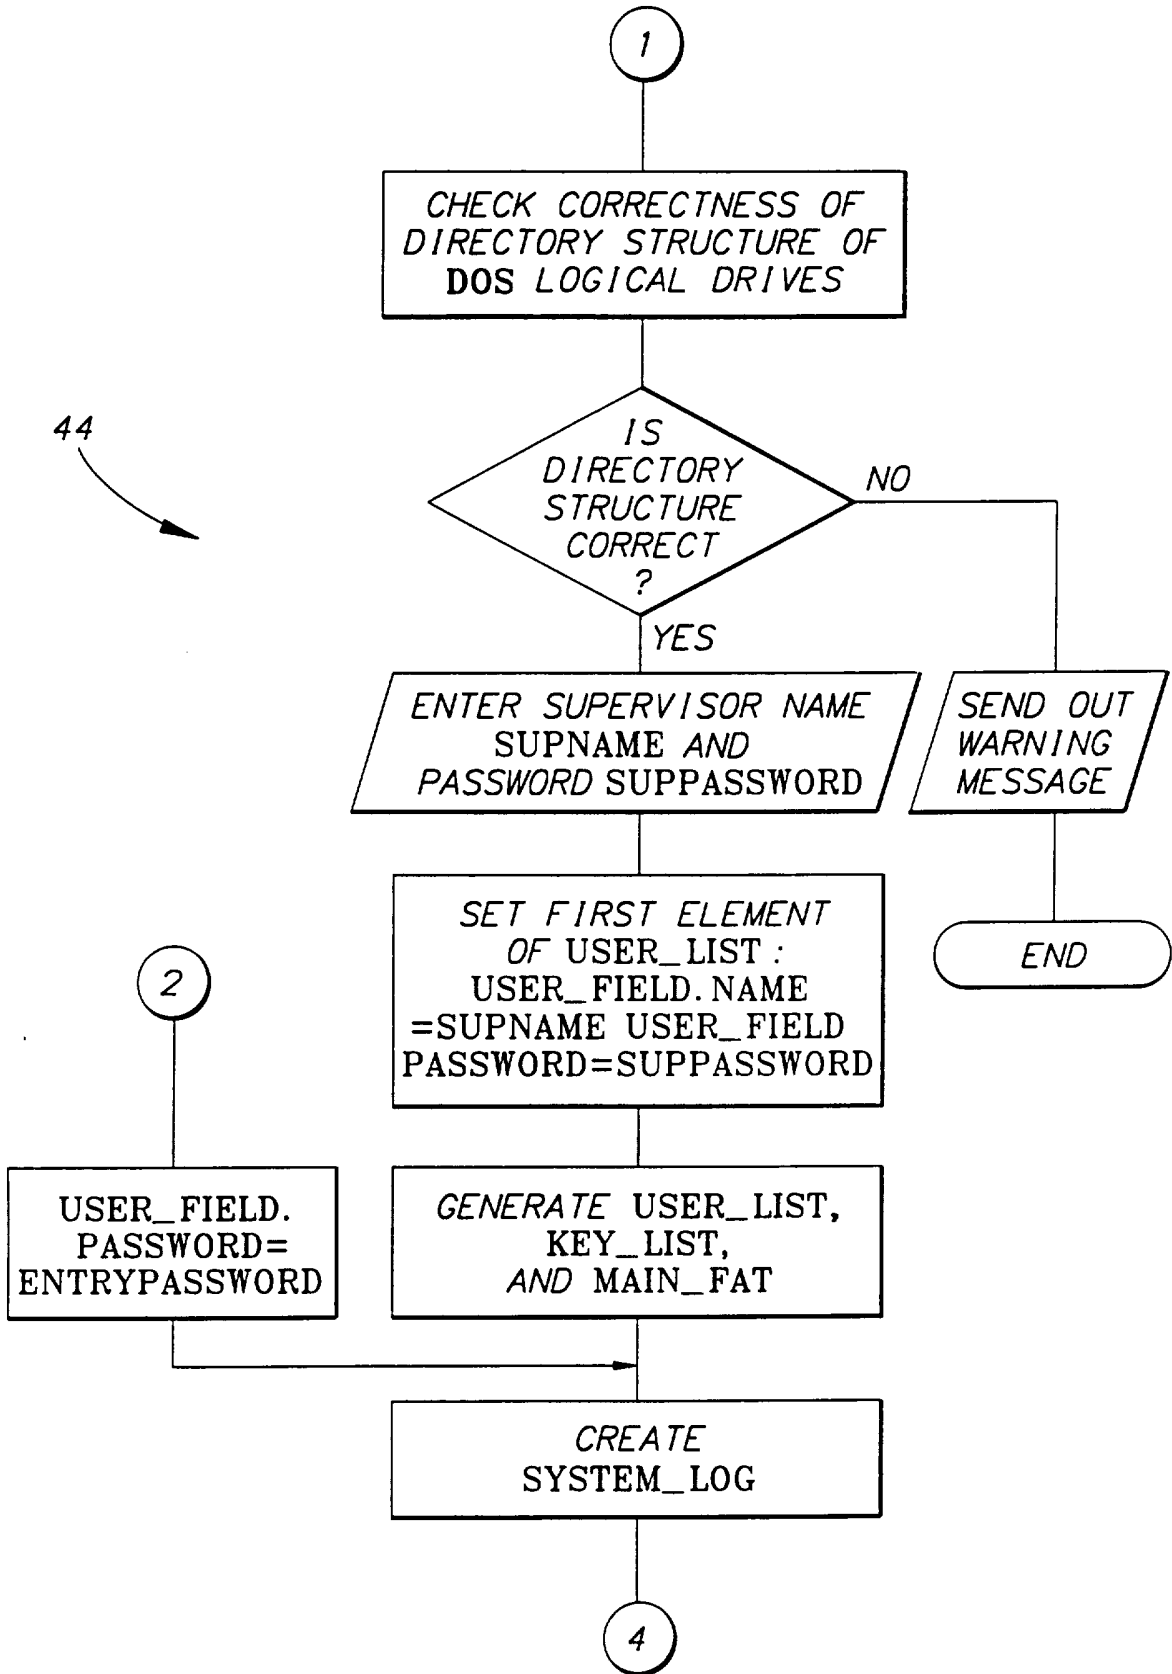 1
CHECK CORRECTNESS OF
DIRECTORY STRUCTURE OF
DOS LOGICAL DRIVES
44
IS
DIRECTORY
STRUCTURE
CORRECT
?
NO
YES
ENTER SUPERVISOR NAME
SUPNAME AND
PASSWORD SUPPASSWORD
SEND OUT
WARNING
MESSAGE
SET FIRST ELEMENT
OF USER_LIST :
USER_FIELD.NAME
=SUPNAME USER_FIELD
PASSWORD=SUPPASSWORD
END
2
USER_FIELD.
PASSWORD=
ENTRYPASSWORD
GENERATE USER_LIST,
KEY_LIST,
AND MAIN_FAT
CREATE
SYSTEM_LOG
4